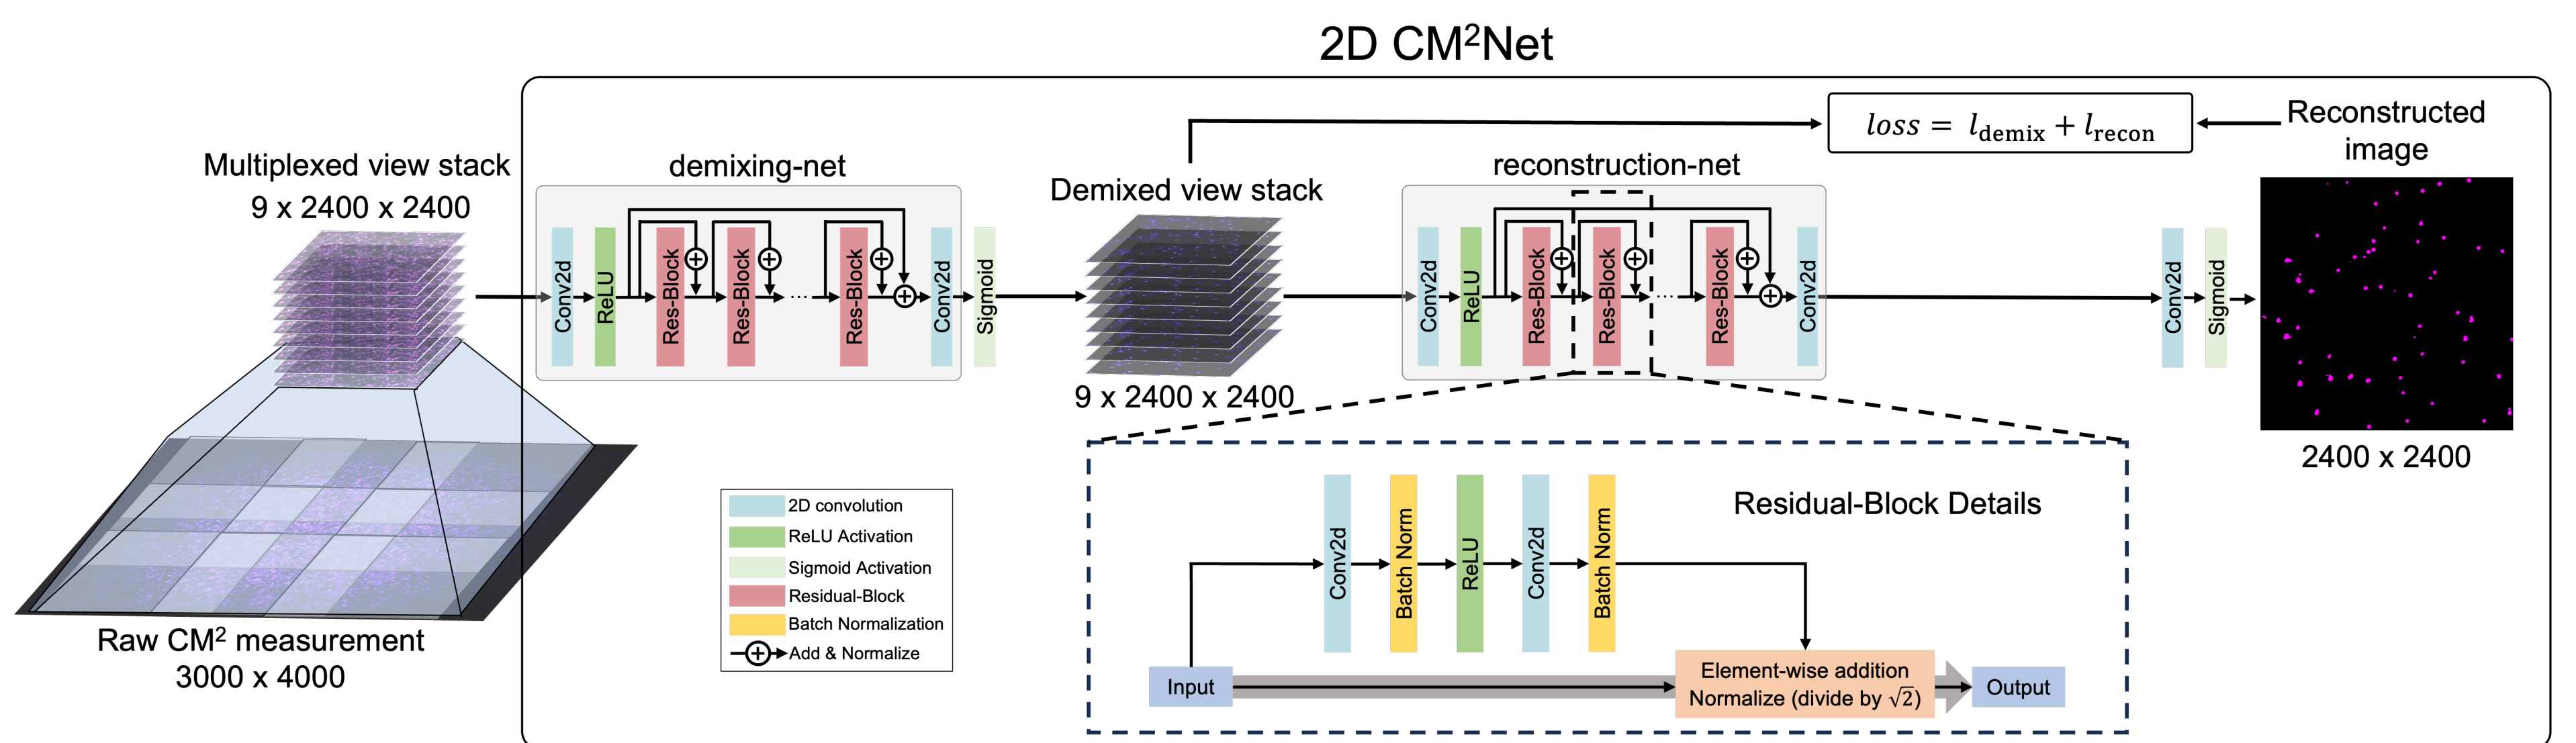 2D CM²Net
Multiplexed view stack
9 x 2400 x 2400
Raw CM² measurement
3000 x 4000
demixing-net
Conv2d
ReLU
Res-Block
Res-Block
...
Res-Block
Conv2d
Sigmoid
Demixed view stack
9 x 2400 x 2400
loss = l_demix + l_recon
reconstruction-net
Conv2d
ReLU
Res-Block
Res-Block
...
Res-Block
Conv2d
Conv2d
Sigmoid
Reconstructed
image
2400 x 2400
2D convolution
ReLU Activation
Sigmoid Activation
Residual-Block
Batch Normalization
Add & Normalize
Residual-Block Details
Conv2d
Batch Norm
ReLU
Conv2d
Batch Norm
Input
Element-wise addition
Normalize (divide by √2)
Output